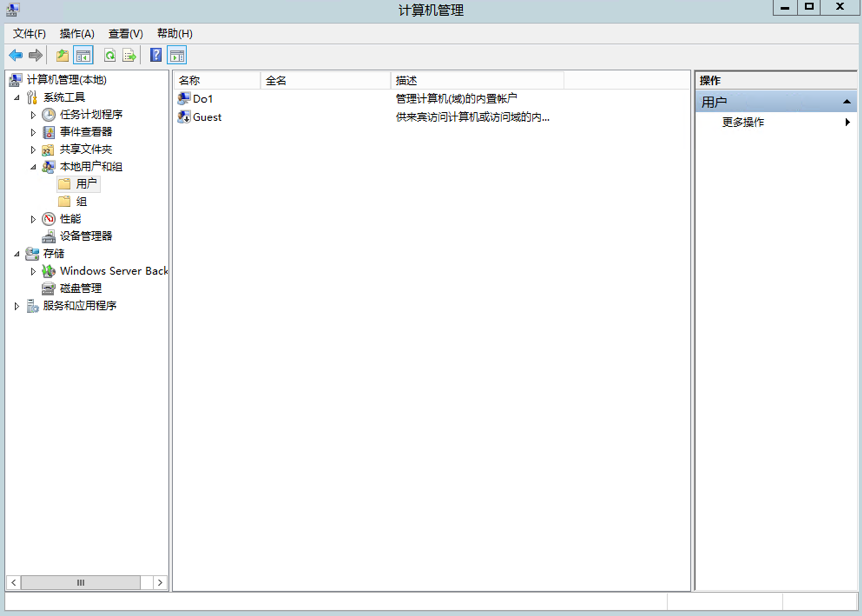 计算机管理
文件(F) 操作(A) 查看(V) 帮助(H)
计算机管理(本地)
系统工具
任务计划程序
事件查看器
共享文件夹
本地用户和组
用户
组
性能
设备管理器
存储
Windows Server Back
磁盘管理
服务和应用程序
名称 全名 描述
Do1 管理计算机(域)的内置帐户
Guest 供来宾访问计算机或访问域的内...
操作
用户
更多操作